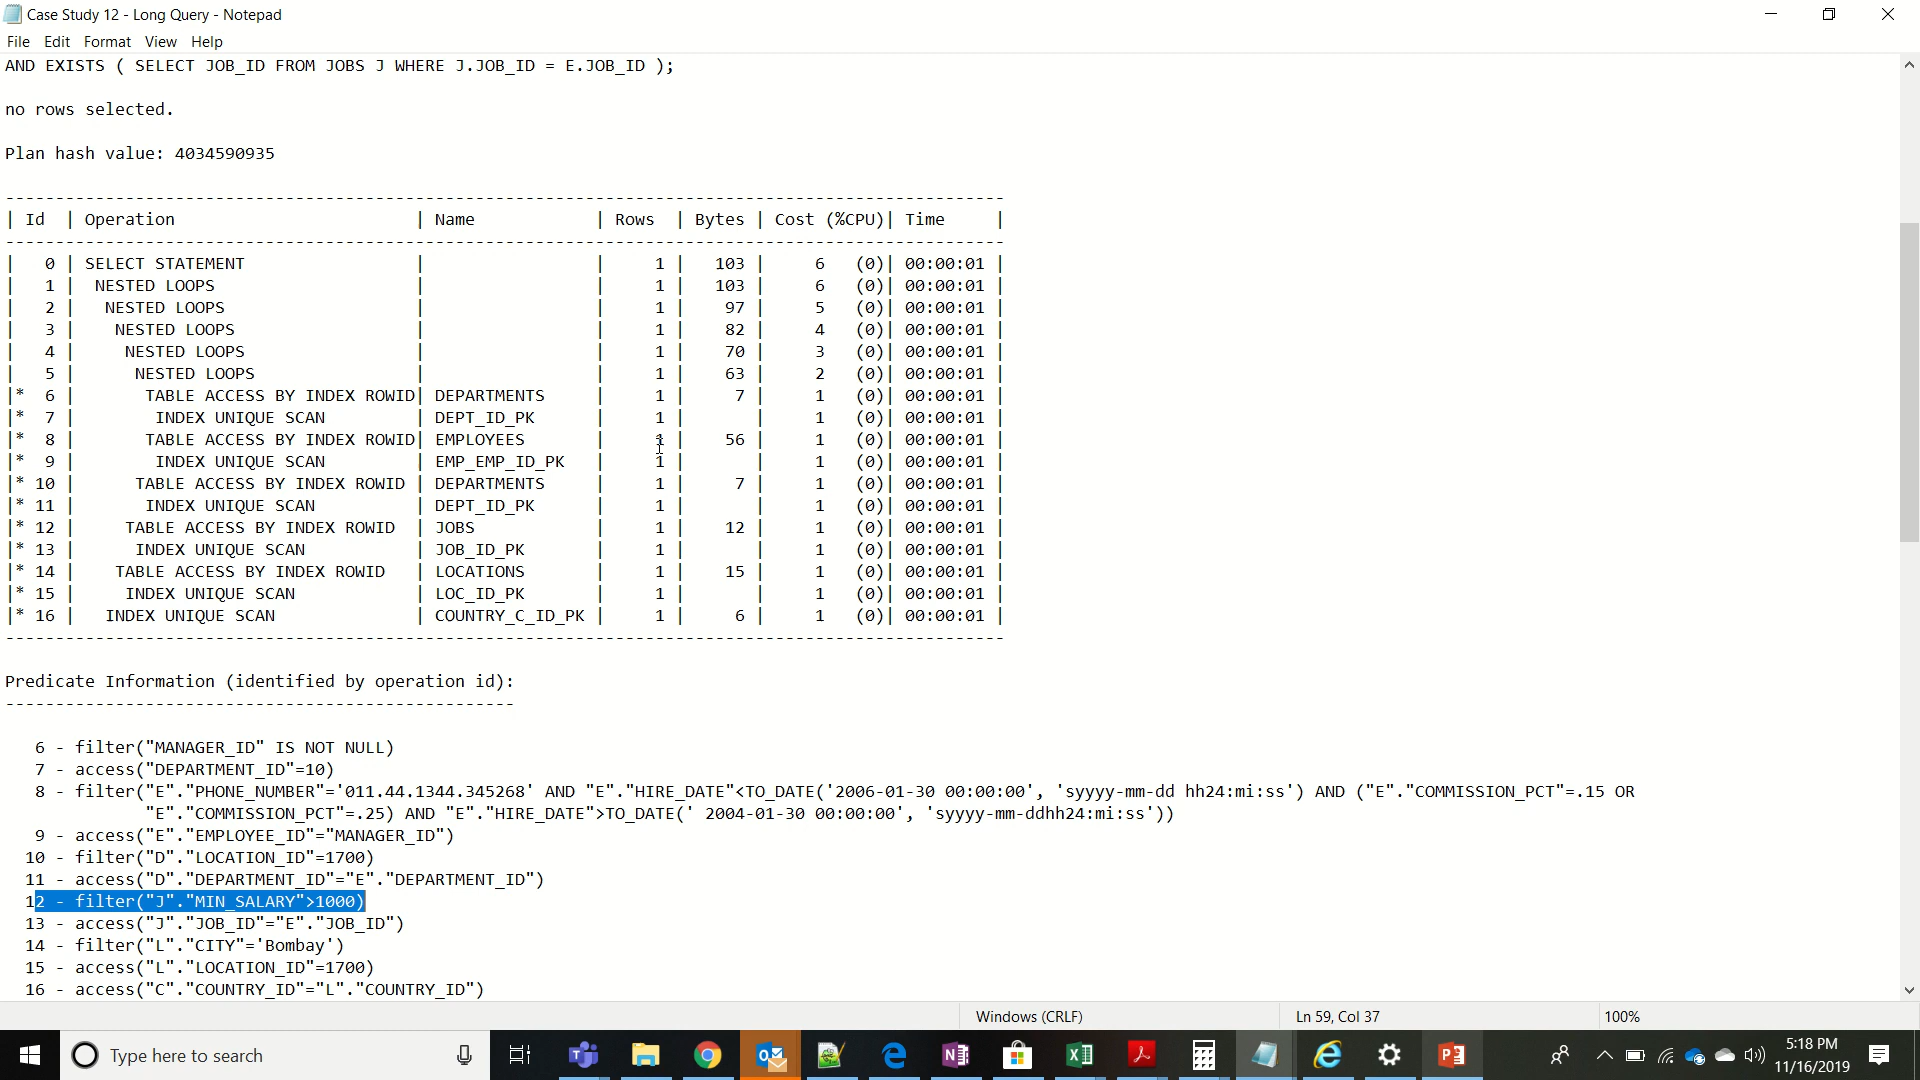 Case Study 12 - Long Query - Notepad
File Edit Format View Help
AND EXISTS ( SELECT JOB_ID FROM JOBS J WHERE J.JOB_ID = E.JOB_ID );
no rows selected.
Plan hash value: 4034590935
---------------------------------------------------------------------------------------------------
| Id | Operation | Name | Rows | Bytes | Cost (%CPU)| Time |
---------------------------------------------------------------------------------------------------
| 0 | SELECT STATEMENT | | 1 | 103 | 6 (0)| 00:00:01 |
| 1 | NESTED LOOPS | | 1 | 103 | 6 (0)| 00:00:01 |
| 2 | NESTED LOOPS | | 1 | 97 | 5 (0)| 00:00:01 |
| 3 | NESTED LOOPS | | 1 | 82 | 4 (0)| 00:00:01 |
| 4 | NESTED LOOPS | | 1 | 70 | 3 (0)| 00:00:01 |
| 5 | NESTED LOOPS | | 1 | 63 | 2 (0)| 00:00:01 |
|* 6 | TABLE ACCESS BY INDEX ROWID| DEPARTMENTS | 1 | 7 | 1 (0)| 00:00:01 |
|* 7 | INDEX UNIQUE SCAN | DEPT_ID_PK | 1 | | 1 (0)| 00:00:01 |
|* 8 | TABLE ACCESS BY INDEX ROWID| EMPLOYEES | 1 | 56 | 1 (0)| 00:00:01 |
|* 9 | INDEX UNIQUE SCAN | EMP_EMP_ID_PK | 1 | | 1 (0)| 00:00:01 |
|* 10 | TABLE ACCESS BY INDEX ROWID | DEPARTMENTS | 1 | 7 | 1 (0)| 00:00:01 |
|* 11 | INDEX UNIQUE SCAN | DEPT_ID_PK | 1 | | 1 (0)| 00:00:01 |
|* 12 | TABLE ACCESS BY INDEX ROWID | JOBS | 1 | 12 | 1 (0)| 00:00:01 |
|* 13 | INDEX UNIQUE SCAN | JOB_ID_PK | 1 | | 1 (0)| 00:00:01 |
|* 14 | TABLE ACCESS BY INDEX ROWID | LOCATIONS | 1 | 15 | 1 (0)| 00:00:01 |
|* 15 | INDEX UNIQUE SCAN | LOC_ID_PK | 1 | | 1 (0)| 00:00:01 |
|* 16 | INDEX UNIQUE SCAN | COUNTRY_C_ID_PK | 1 | 6 | 1 (0)| 00:00:01 |
---------------------------------------------------------------------------------------------------
Predicate Information (identified by operation id):
---------------------------------------------------
6 - filter("MANAGER_ID" IS NOT NULL)
7 - access("DEPARTMENT_ID"=10)
8 - filter("E"."PHONE_NUMBER"='011.44.1344.345268' AND "E"."HIRE_DATE"<TO_DATE('2006-01-30 00:00:00', 'syyyy-mm-dd hh24:mi:ss') AND ("E"."COMMISSION_PCT"=.15 OR
"E"."COMMISSION_PCT"=.25) AND "E"."HIRE_DATE">TO_DATE(' 2004-01-30 00:00:00', 'syyyy-mm-ddhh24:mi:ss'))
9 - access("E"."EMPLOYEE_ID"="MANAGER_ID")
10 - filter("D"."LOCATION_ID"=1700)
11 - access("D"."DEPARTMENT_ID"="E"."DEPARTMENT_ID")
12 - filter("J"."MIN_SALARY">1000)
13 - access("J"."JOB_ID"="E"."JOB_ID")
14 - filter("L"."CITY"='Bombay')
15 - access("L"."LOCATION_ID"=1700)
16 - access("C"."COUNTRY_ID"="L"."COUNTRY_ID")
Windows (CRLF) Ln 59, Col 37 100%
Type here to search
5:18 PM
11/16/2019